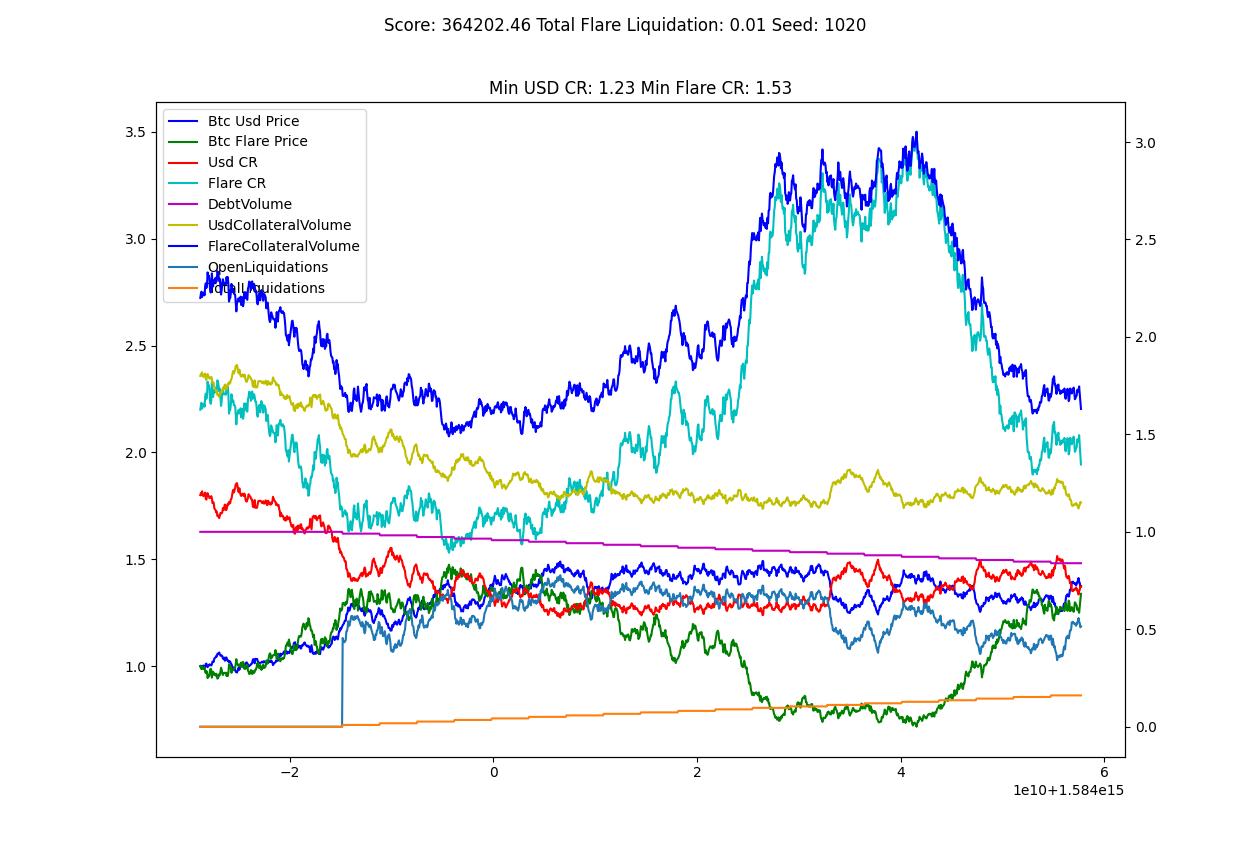 Score: 364202.46 Total Flare Liquidation: 0.01 Seed: 1020
Min USD CR: 1.23 Min Flare CR: 1.53
Btc Usd Price
Btc Flare Price
Usd CR
Flare CR
DebtVolume
UsdCollateralVolume
FlareCollateralVolume
OpenLiquidations
TotalLiquidations
3.5
3.0
2.5
2.0
1.5
1.0
3.0
2.5
2.0
1.5
1.0
0.5
0.0
−2
0
2
4
6
1e10+1.584e15